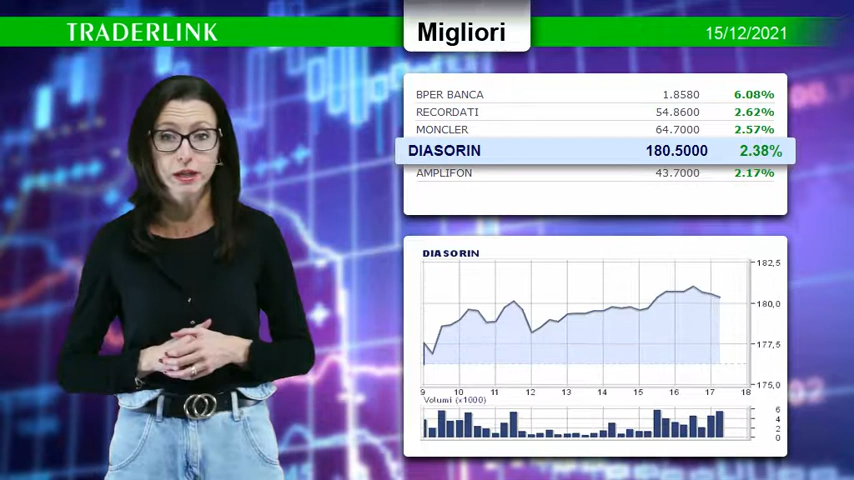 TRADERLINK
Migliori
15/12/2021
BPER BANCA 1.8580 6.08%
RECORDATI 54.8600 2.62%
MONCLER 64.7000 2.57%
DIASORIN 180.5000 2.38%
AMPLIFON 43.7000 2.17%
DIASORIN
182,5
180,0
177,5
175,0
9 10 11 12 13 14 15 16 17 18
Volumi (x1000)
6
4
2
0